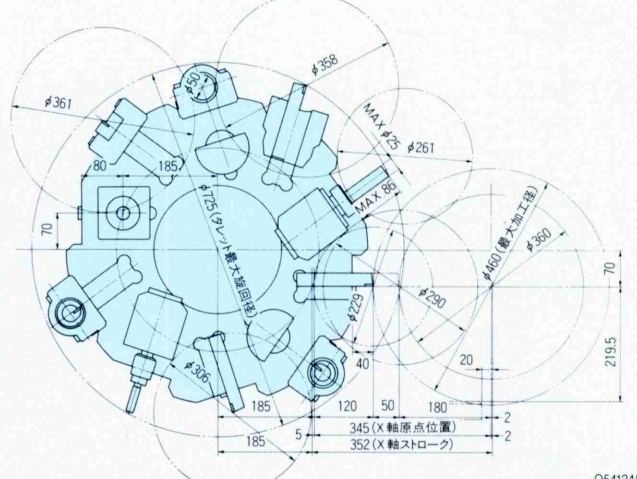 φ50
φ358
φ361
MAX φ25
φ261
80
185
MAX 86
φ725(タレット最大旋回径)
φ460(最大加工径)
φ360
70
70
φ290
φ229
219.5
40
20
φ306
185
120
50
180
2
5
345(X軸原点位置)
2
185
352(X軸ストローク)